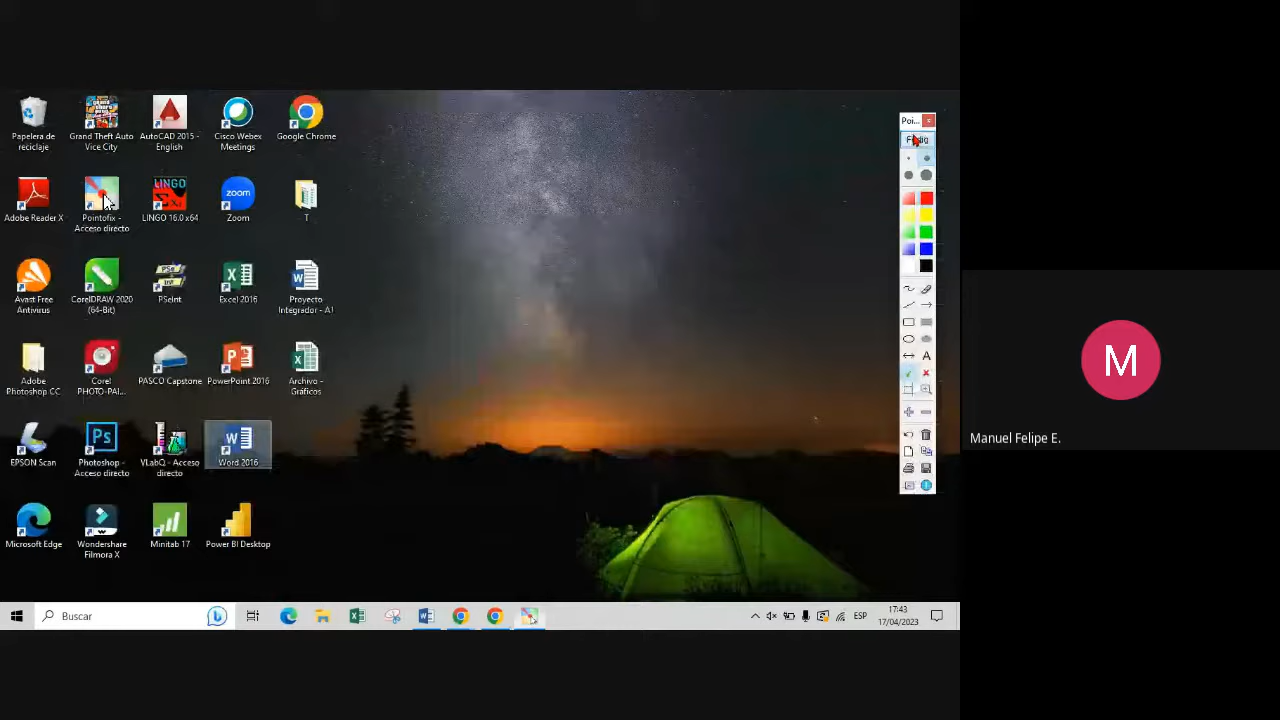 Papelera de
reciclaje
Grand Theft Auto
Vice City
AutoCAD 2015 -
English
Cisco Webex
Meetings
Google Chrome
Adobe Reader X
Pointofix -
Acceso directo
LINGO
LINGO 16.0 x64
zoom
Zoom
T
Avast Free
Antivirus
CorelDRAW 2020
(64-Bit)
PSeInt
Excel 2016
Proyecto
Integrador - A!
Adobe
Photoshop CC
Corel
PHOTO-PAI...
PASCO Capstone
PowerPoint 2016
Archivo -
Gráficos
EPSON Scan
Ps
Photoshop -
Acceso directo
VLabQ - Acceso
directo
Word 2016
Microsoft Edge
Wondershare
Filmora X
Minitab 17
Power BI Desktop
Poi...
A
Buscar
ESP
17:43
17/04/2023
M
Manuel Felipe E.